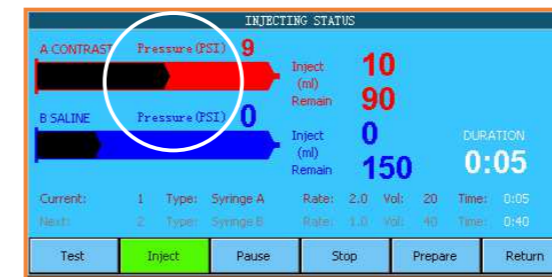 INJECTING STATUS
A CONTRAST Pressure(PSI) 9
Inject (ml) 10
Remain 90
B SALINE Pressure(PSI) 0
Inject (ml) 0
Remain 150
DURATION
0:05
Current: 1 Type: Syringe A Rate: 2.0 Vol: 20 Time: 0:05
Next: 2 Type: Syringe B Rate: 1.0 Vol: 40 Time: 0:40
Test Inject Pause Stop Prepare Return